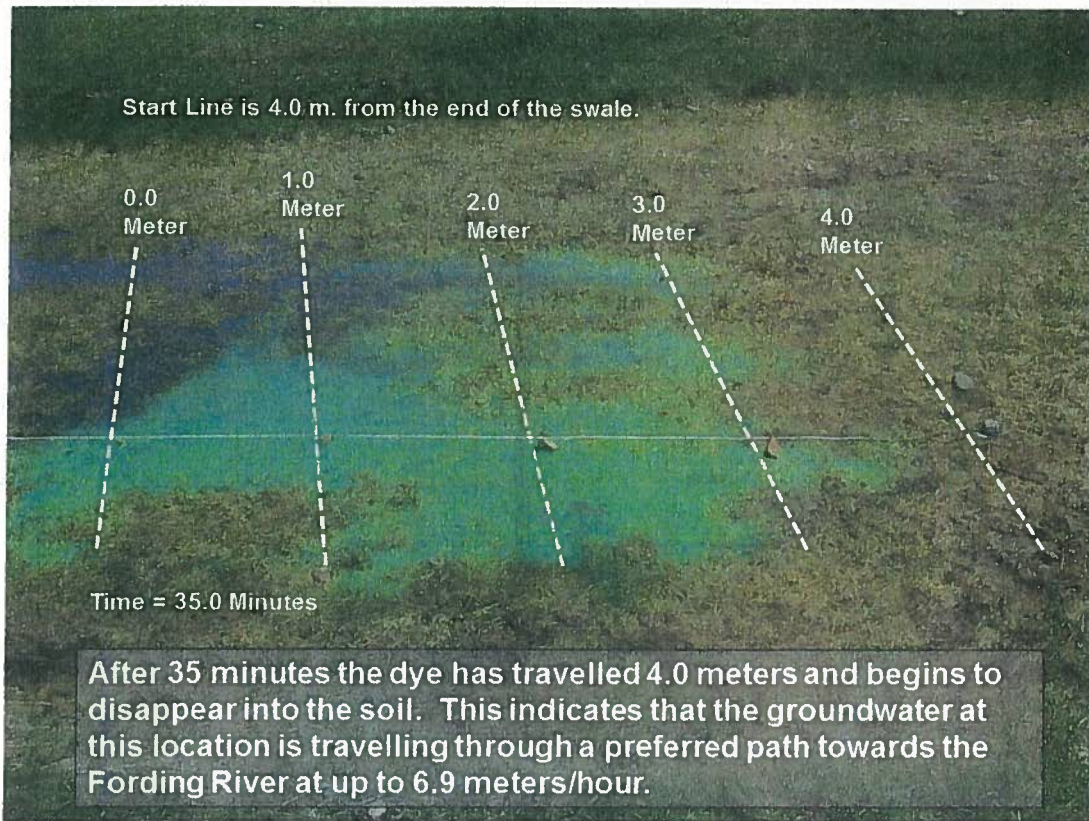 Start Line is 4.0 m. from the end of the swale.
0.0
Meter
1.0
Meter
2.0
Meter
3.0
Meter
4.0
Meter
Time = 35.0 Minutes
After 35 minutes the dye has travelled 4.0 meters and begins to
disappear into the soil. This indicates that the groundwater at
this location is travelling through a preferred path towards the
Fording River at up to 6.9 meters/hour.